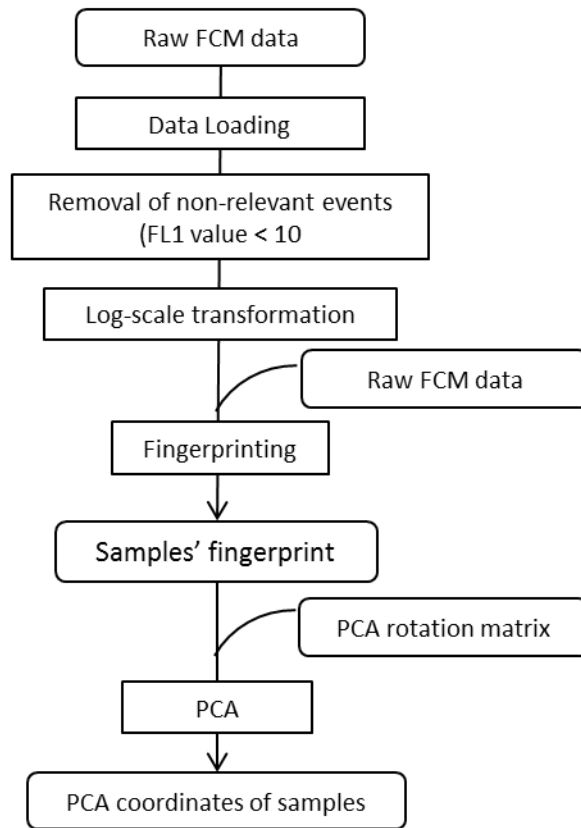 Raw FCM data
Data Loading
Removal of non-relevant events
(FL1 value < 10
Log-scale transformation
Raw FCM data
Fingerprinting
Samples’ fingerprint
PCA rotation matrix
PCA
PCA coordinates of samples